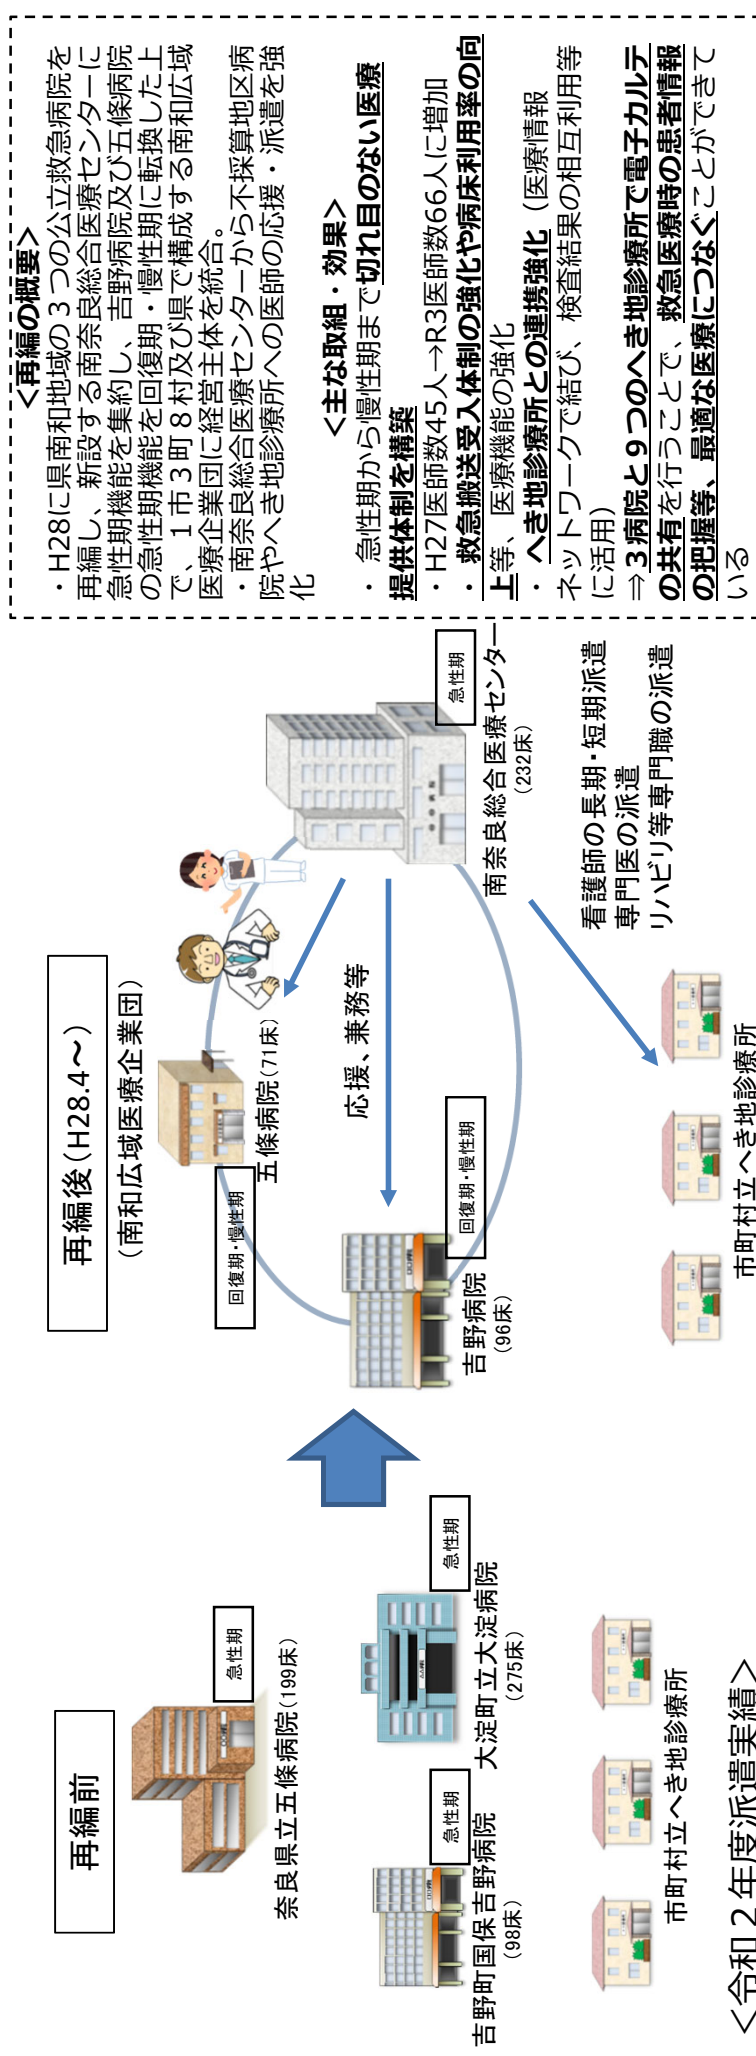 再編前
奈良県立五條病院(199床)
急性期
吉野町国保吉野病院
(98床)
急性期
大淀町立大淀病院
(275床)
急性期
市町村立へき地診療所
<令和２年度派遣実績>
再編後(H28.4～)
(南和広域医療企業団)
回復期・慢性期
五條病院(71床)
応援、兼務等
吉野病院
(96床)
回復期・慢性期
急性期
南奈良総合医療センター
(232床)
看護師の長期・短期派遣
専門医の派遣
リハビリ等専門職の派遣
市町村立へき地診療所
<再編の概要>
・H28に県南和地域の３つの公立救急病院を
再編し、新設する南奈良総合医療センターに
急性期機能を集約し、吉野病院及び五條病院
の急性期機能を回復期・慢性期に転換した上
で、１市３町８村及び県で構成する南和広域
医療企業団に経営主体を統合。
・南奈良総合医療センターから不採算地区病
院やへき地診療所への医師の応援・派遣を強
化
<主な取組・効果>
・ 急性期から慢性期まで切れ目のない医療
提供体制を構築
・H27医師数45人→R3医師数66人に増加
・ 救急搬送受入体制の強化や病床利用率の向
上等、医療機能の強化
・ へき地診療所との連携強化（医療情報
ネットワークで結び、検査結果の相互利用等
に活用）
⇒３病院と９つのへき地診療所で電子カルテ
の共有を行うことで、救急医療時の患者情報
の把握等、最適な医療につなぐことができて
いる